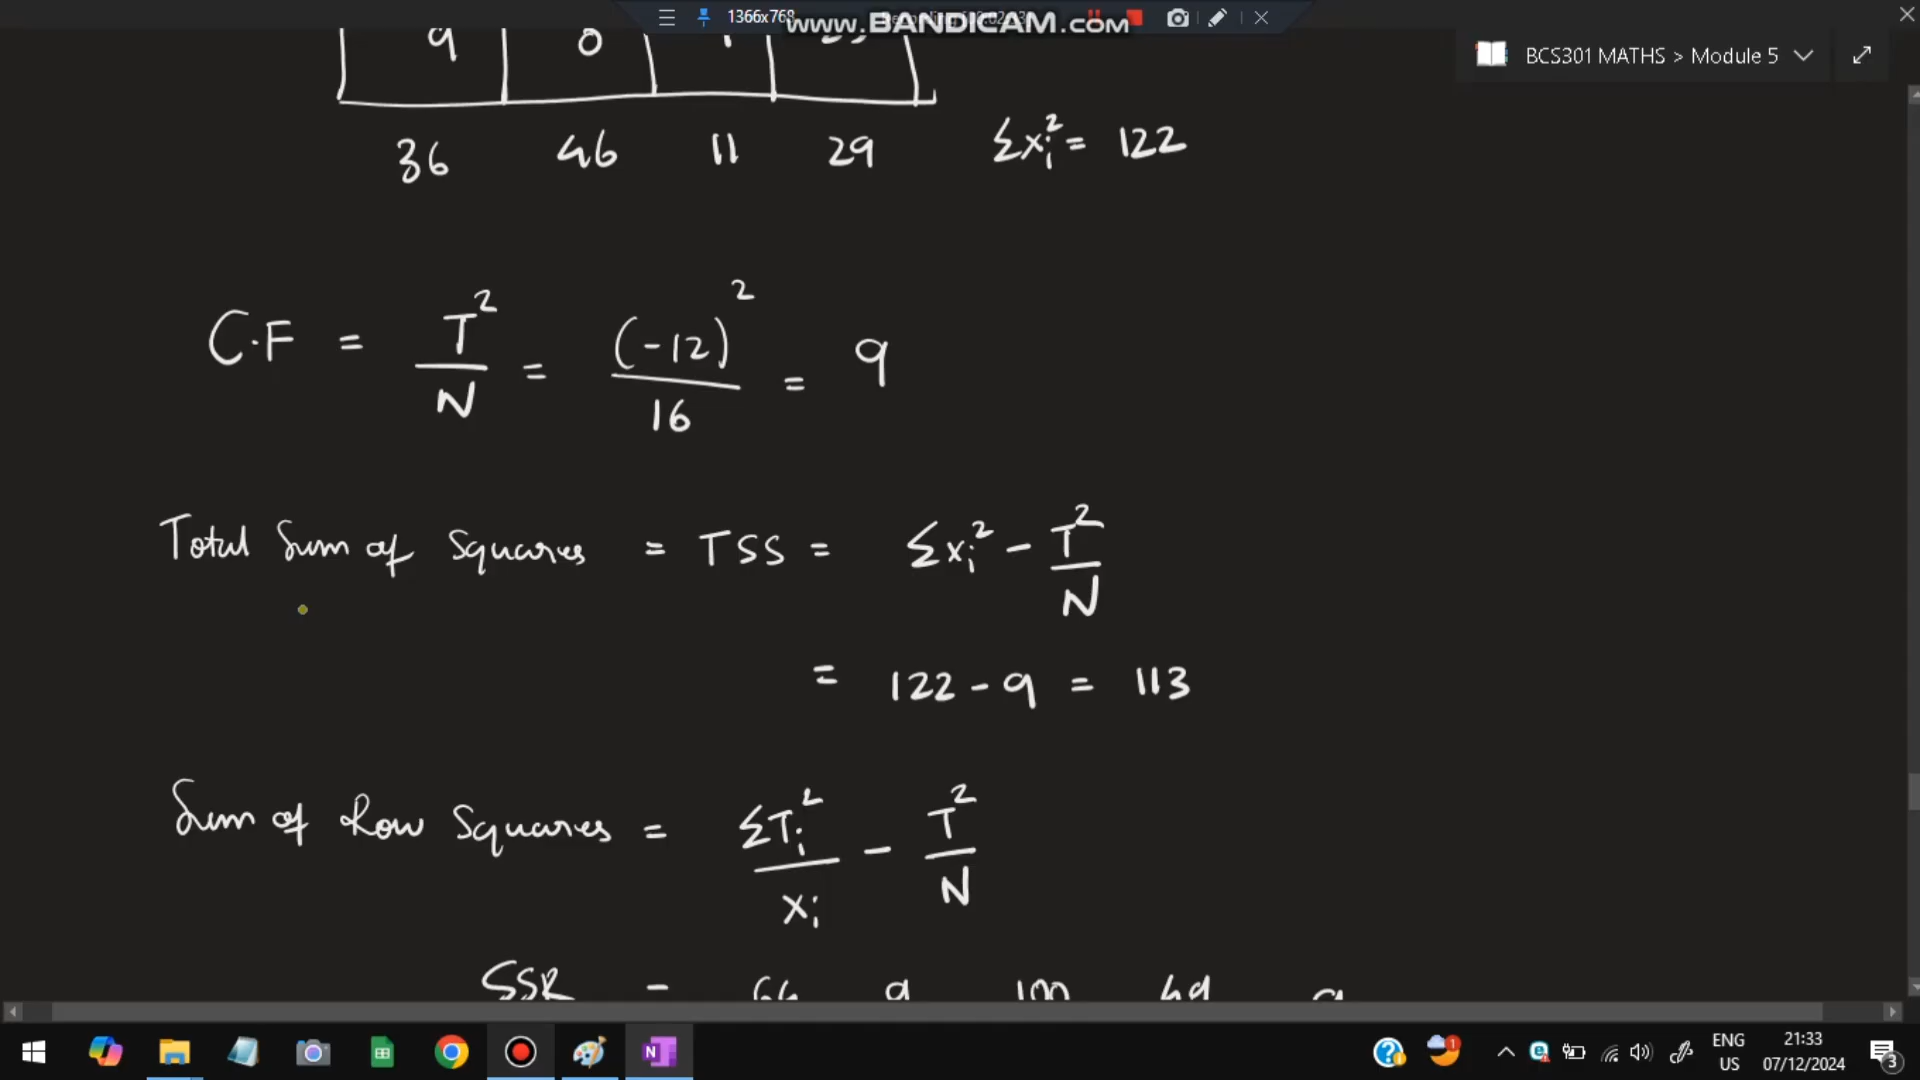 1366x768
www.BANDICAM.com
BCS301 MATHS > Module 5
9 0
36 46 11 29 Σxi² = 122
C.F = T²/N = (-12)²/16 = 9
Total Sum of Squares = TSS = Σxi² - T²/N
= 122 - 9 = 113
Sum of Row Squares = ΣTi²/xi - T²/N
SSR =
ENG
US
21:33
07/12/2024
3